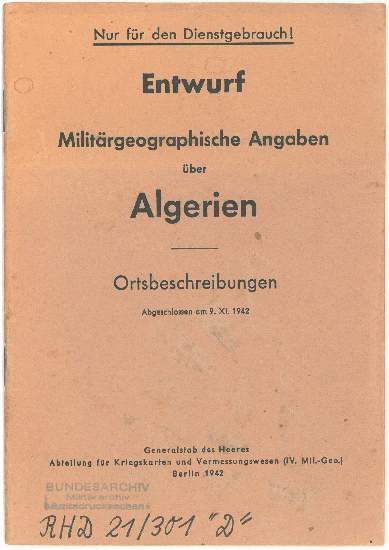 Nur für den Dienstgebrauch!
Entwurf
Militärgeographische Angaben
über
Algerien
Ortsbeschreibungen
Abgeschlossen am 9. XI. 1942
Generalstab des Heeres
Abteilung für Kriegskarten und Vermessungswesen (IV. Mil.-Geo.)
Berlin 1942
BUNDESARCHIV
Militärarchiv
RHD 21/301 "D"